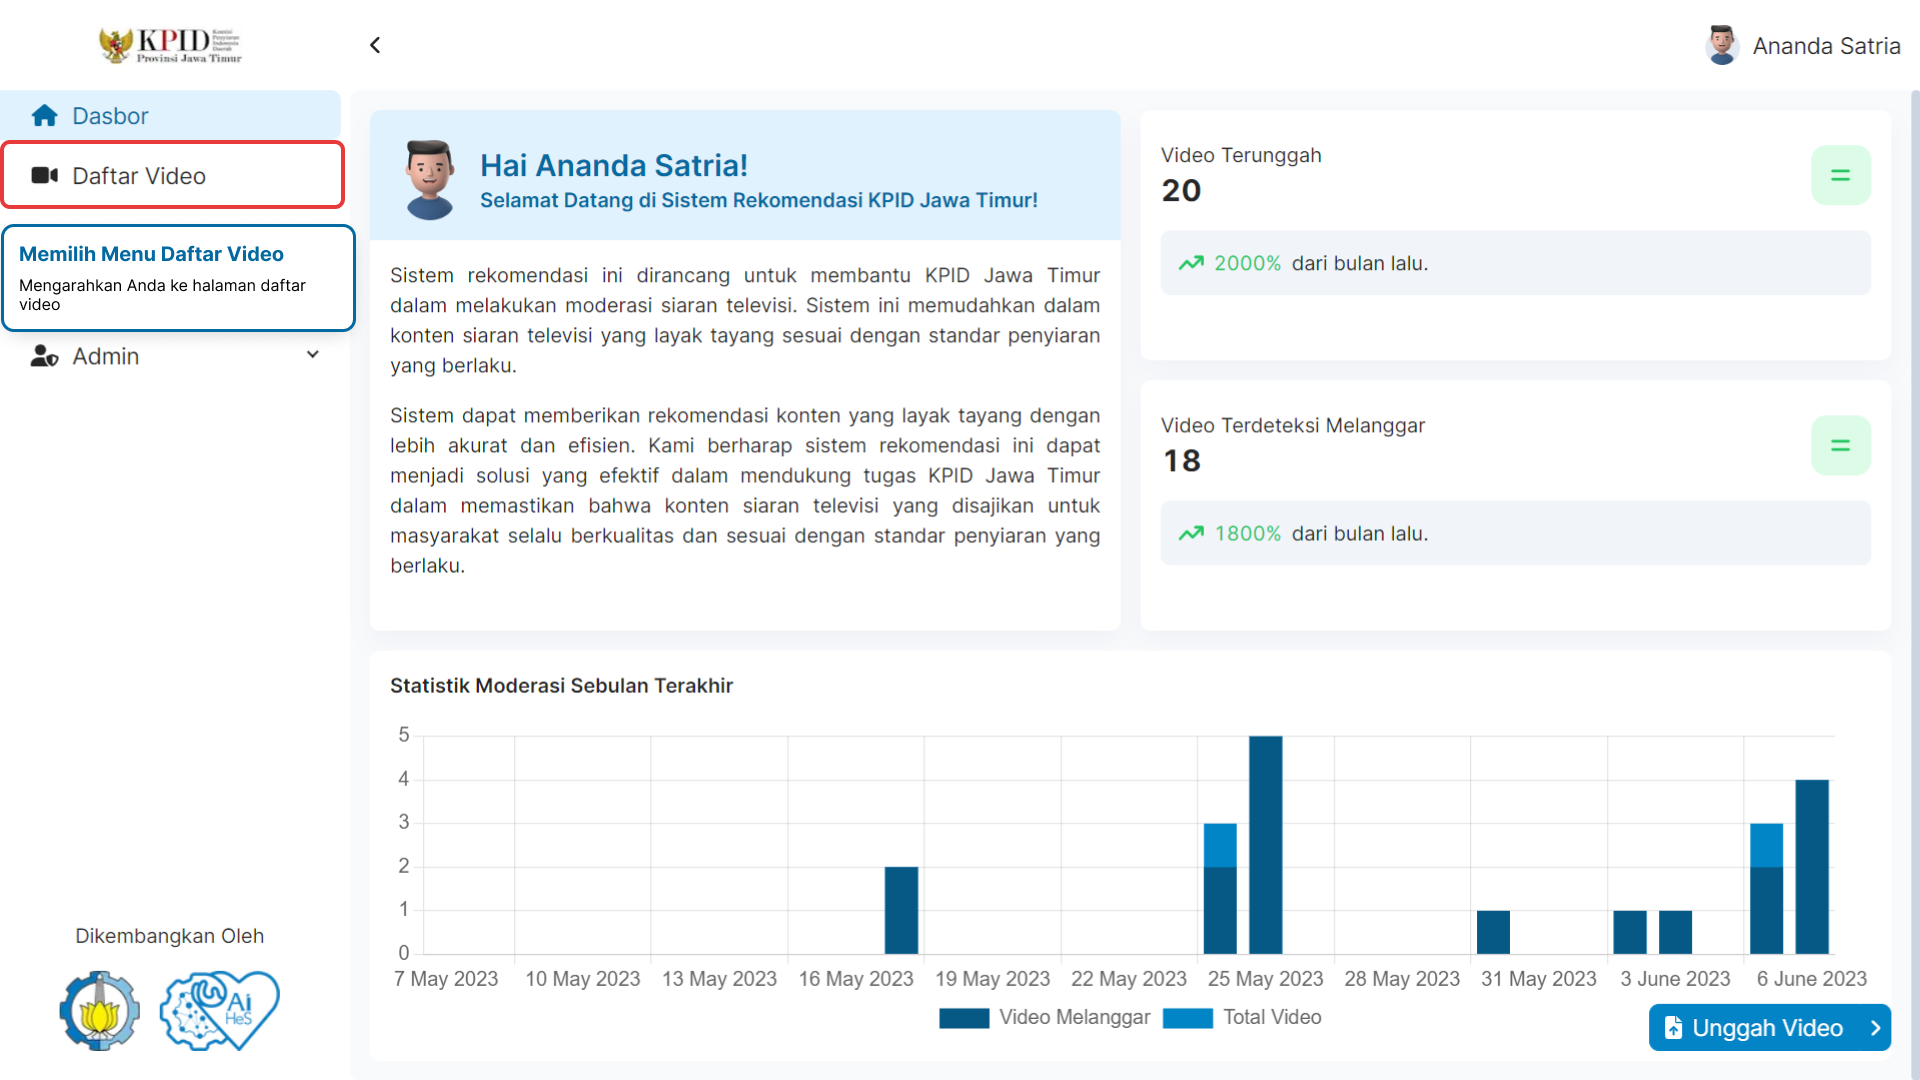 KPID
Komisi
Penyiaran
Indonesia
Daerah
Provinsi Jawa Timur
Ananda Satria
Dasbor
Daftar Video
Memilih Menu Daftar Video
Mengarahkan Anda ke halaman daftar
video
Admin
Dikembangkan Oleh
Ai
HeS
Hai Ananda Satria!
Selamat Datang di Sistem Rekomendasi KPID Jawa Timur!
Sistem rekomendasi ini dirancang untuk membantu KPID Jawa Timur
dalam melakukan moderasi siaran televisi. Sistem ini memudahkan dalam
konten siaran televisi yang layak tayang sesuai dengan standar penyiaran
yang berlaku.
Sistem dapat memberikan rekomendasi konten yang layak tayang dengan
lebih akurat dan efisien. Kami berharap sistem rekomendasi ini dapat
menjadi solusi yang efektif dalam mendukung tugas KPID Jawa Timur
dalam memastikan bahwa konten siaran televisi yang disajikan untuk
masyarakat selalu berkualitas dan sesuai dengan standar penyiaran yang
berlaku.
Video Terunggah
20
2000% dari bulan lalu.
Video Terdeteksi Melanggar
18
1800% dari bulan lalu.
Statistik Moderasi Sebulan Terakhir
5
4
3
2
1
0
7 May 2023 10 May 2023 13 May 2023 16 May 2023 19 May 2023 22 May 2023 25 May 2023 28 May 2023 31 May 2023 3 June 2023 6 June 2023
Video Melanggar Total Video
Unggah Video